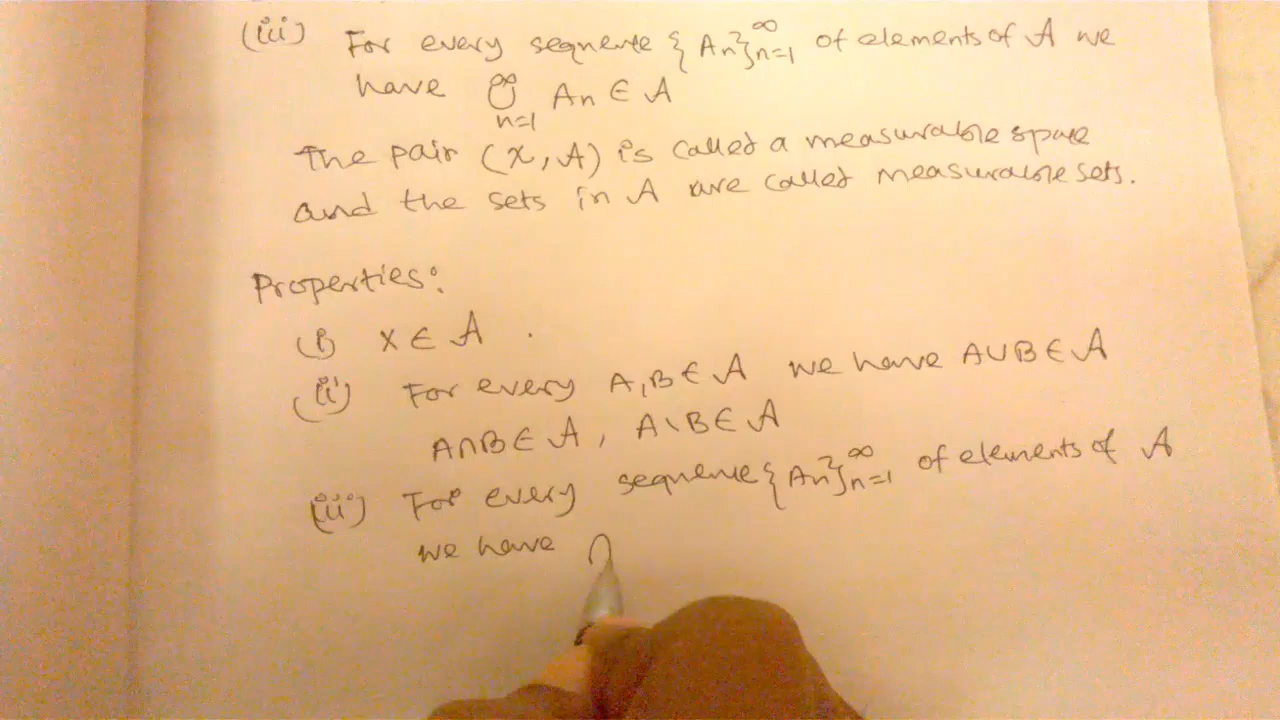 (iii) For every sequence {An}_{n=1}^∞ of elements of A we
have ∪_{n=1}^∞ An ∈ A
The pair (X, A) is called a measurable space
and the sets in A are called measurable sets.
Properties:
(i) X ∈ A .
(ii) For every A, B ∈ A we have A∪B ∈ A
A∩B ∈ A, A\B ∈ A
(iii) For every sequence {An}_{n=1}^∞ of elements of A
we have ∩